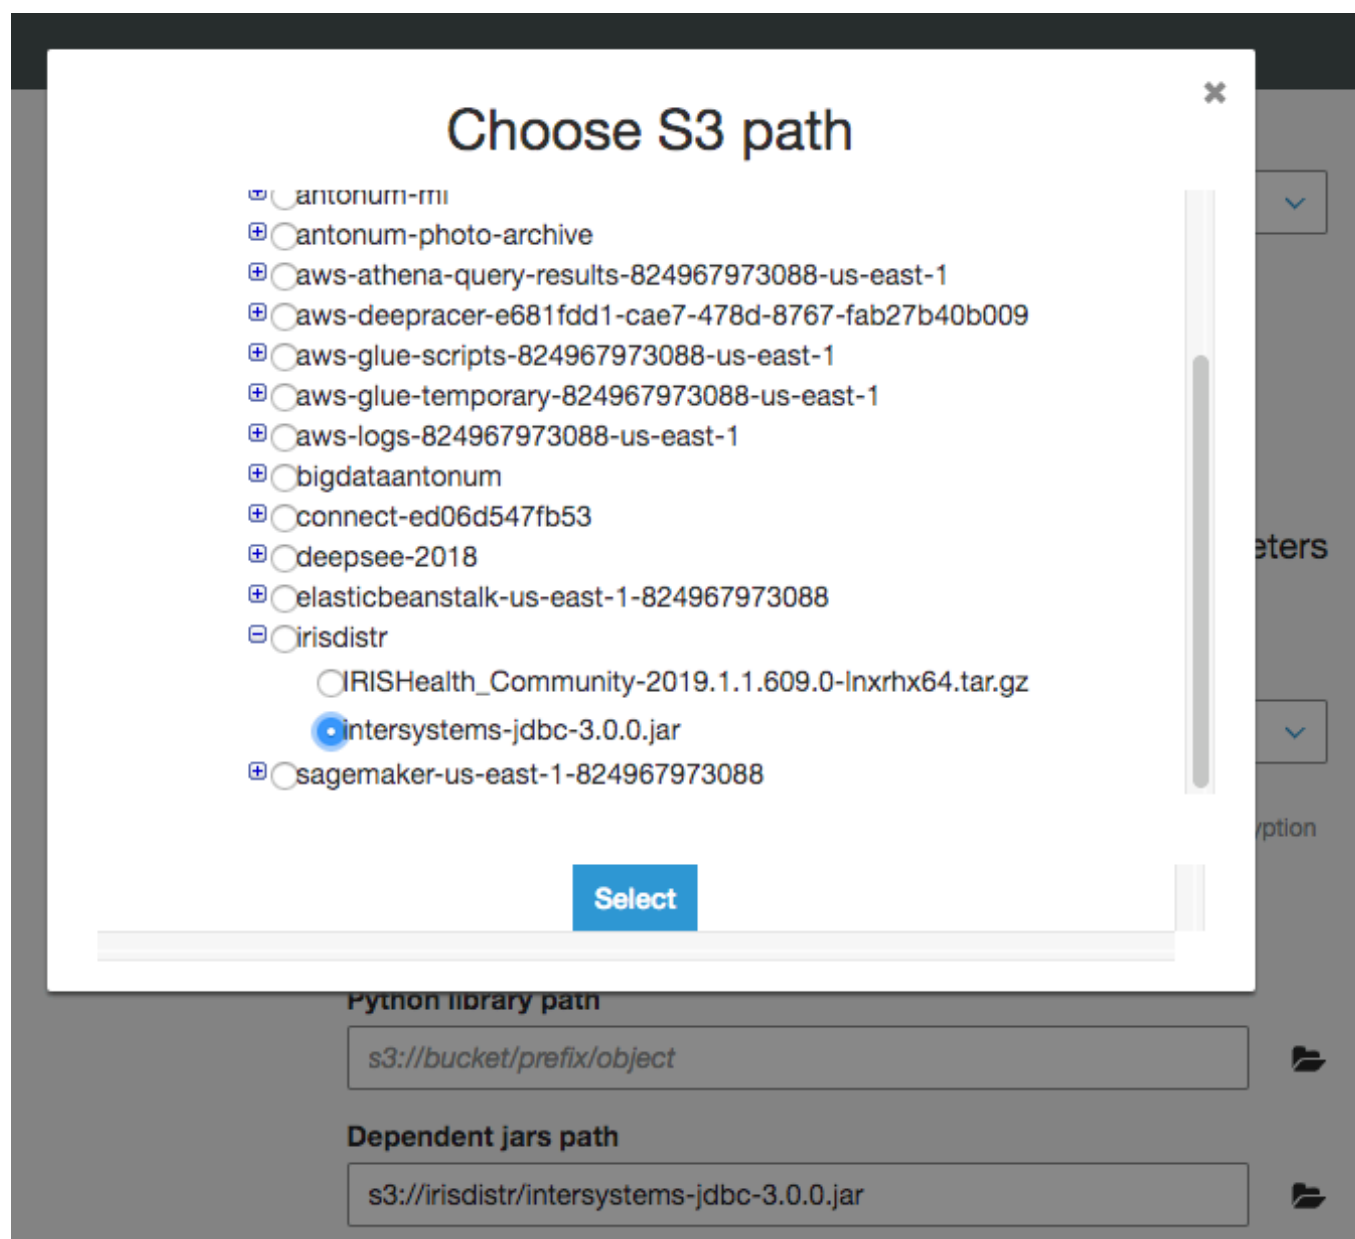 Choose S3 path
antonum-ml
antonum-photo-archive
aws-athena-query-results-824967973088-us-east-1
aws-deepracer-e681fdd1-cae7-478d-8767-fab27b40b009
aws-glue-scripts-824967973088-us-east-1
aws-glue-temporary-824967973088-us-east-1
aws-logs-824967973088-us-east-1
bigdataantonum
connect-ed06d547fb53
deepsee-2018
eters
elasticbeanstalk-us-east-1-824967973088
irisdistr
IRISHealth_Community-2019.1.1.609.0-lnxrhx64.tar.gz
intersystems-jdbc-3.0.0.jar
sagemaker-us-east-1-824967973088
yption
Select
Python library path
s3://bucket/prefix/object
Dependent jars path
s3://irisdistr/intersystems-jdbc-3.0.0.jar